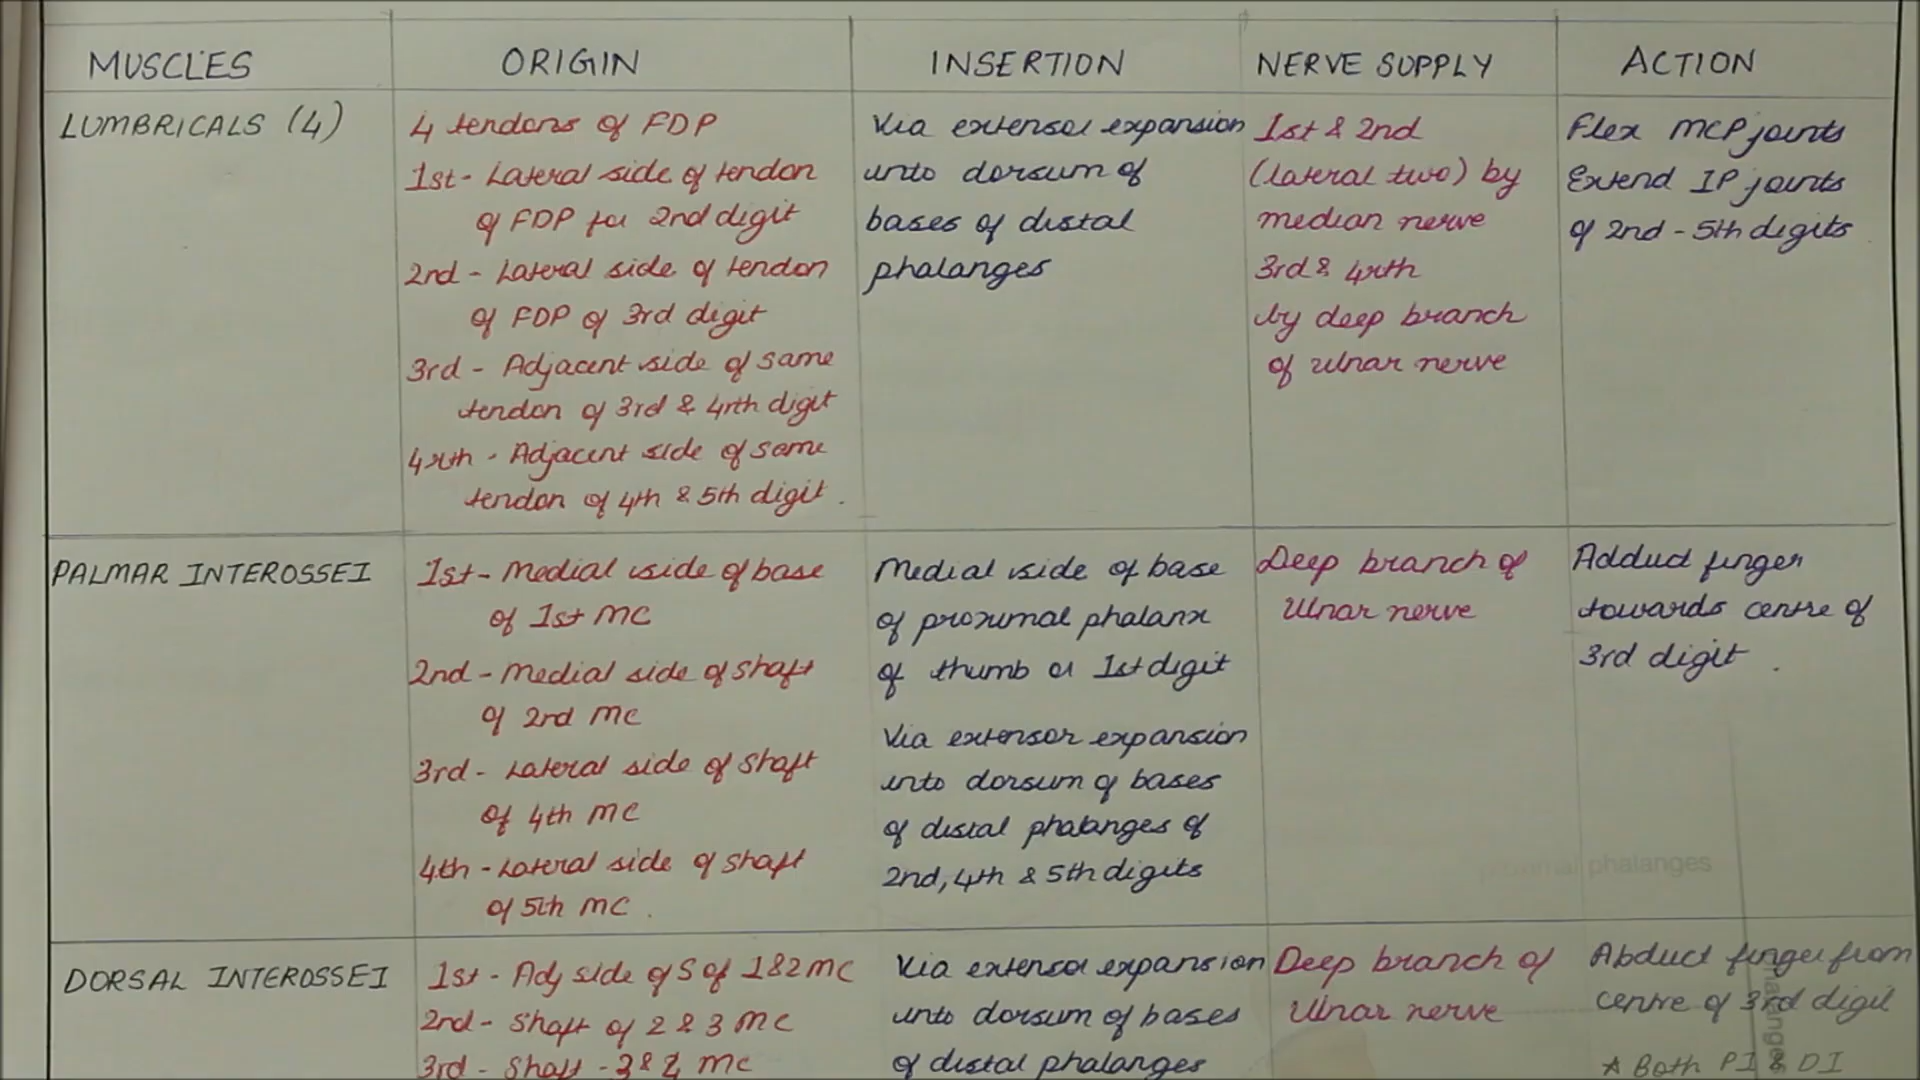 MUSCLES
ORIGIN
INSERTION
NERVE SUPPLY
ACTION
LUMBRICALS (4)
4 tendons of FDP
1st- Lateral side of tendon
of FDP for 2nd digit
2nd - Lateral side of tendon
of FDP of 3rd digit
3rd - Adjacent side of same
tendon of 3rd & 4rth digit
4rth - Adjacent side of same
tendon of 4th & 5th digit.
Via extensor expansion
into dorsum of
bases of distal
phalanges
1st & 2nd
(lateral two) by
median nerve
3rd & 4rth
by deep branch
of ulnar nerve
Flex MCP joints
Extend IP joints
of 2nd - 5th digits
PALMAR INTEROSSEI
1st- Medial side of base
of 1st MC
2nd - Medial side of shaft
of 2nd MC
3rd- Lateral side of shaft
of 4th MC
4th - Lateral side of shaft
of 5th MC.
Medial side of base
of proximal phalanx
of thumb or 1st digit
Via extensor expansion
into dorsum of bases
of distal phalanges of
2nd, 4th & 5th digits
Deep branch of
Ulnar nerve
Adduct finger
towards centre of
3rd digit.
DORSAL INTEROSSEI
1st - Adj side of S of 1&2 MC
2nd - Shaft of 2 & 3 MC
3rd - Shaft - 3 & 4 MC
Via extensor expansion
into dorsum of bases
of distal phalanges
Deep branch of
Ulnar nerve
Abduct finger from
centre of 3rd digit
* Both PI & DI
phalanges